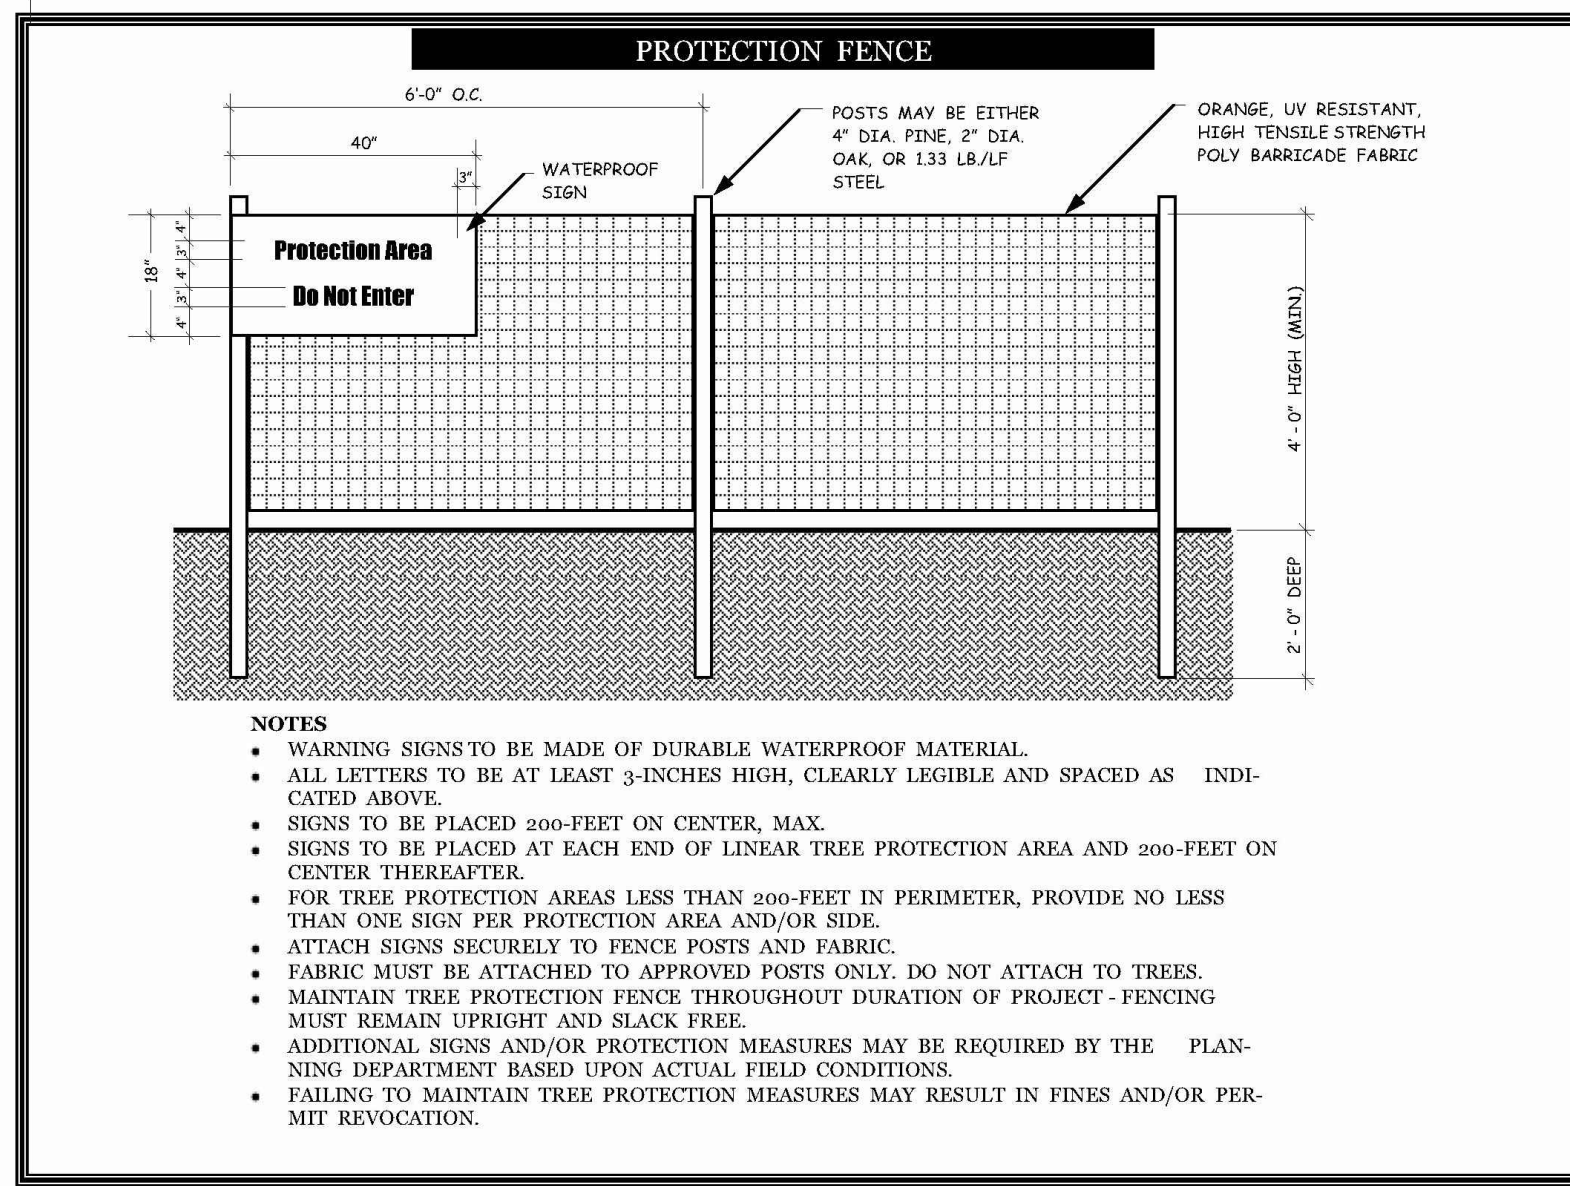 PROTECTION FENCE
6'-0" O.C.
40"
3"
WATERPROOF
SIGN
POSTS MAY BE EITHER
4" DIA. PINE, 2" DIA.
OAK, OR 1.33 LB./LF
STEEL
ORANGE, UV RESISTANT,
HIGH TENSILE STRENGTH
POLY BARRICADE FABRIC
18"
4"
3"
4"
3"
4"
Protection Area
Do Not Enter
4' - 0" HIGH (MIN.)
2' - 0" DEEP
NOTES
• WARNING SIGNS TO BE MADE OF DURABLE WATERPROOF MATERIAL.
• ALL LETTERS TO BE AT LEAST 3-INCHES HIGH, CLEARLY LEGIBLE AND SPACED AS INDI-
CATED ABOVE.
• SIGNS TO BE PLACED 200-FEET ON CENTER, MAX.
• SIGNS TO BE PLACED AT EACH END OF LINEAR TREE PROTECTION AREA AND 200-FEET ON
CENTER THEREAFTER.
• FOR TREE PROTECTION AREAS LESS THAN 200-FEET IN PERIMETER, PROVIDE NO LESS
THAN ONE SIGN PER PROTECTION AREA AND/OR SIDE.
• ATTACH SIGNS SECURELY TO FENCE POSTS AND FABRIC.
• FABRIC MUST BE ATTACHED TO APPROVED POSTS ONLY. DO NOT ATTACH TO TREES.
• MAINTAIN TREE PROTECTION FENCE THROUGHOUT DURATION OF PROJECT - FENCING
MUST REMAIN UPRIGHT AND SLACK FREE.
• ADDITIONAL SIGNS AND/OR PROTECTION MEASURES MAY BE REQUIRED BY THE PLAN-
NING DEPARTMENT BASED UPON ACTUAL FIELD CONDITIONS.
• FAILING TO MAINTAIN TREE PROTECTION MEASURES MAY RESULT IN FINES AND/OR PER-
MIT REVOCATION.